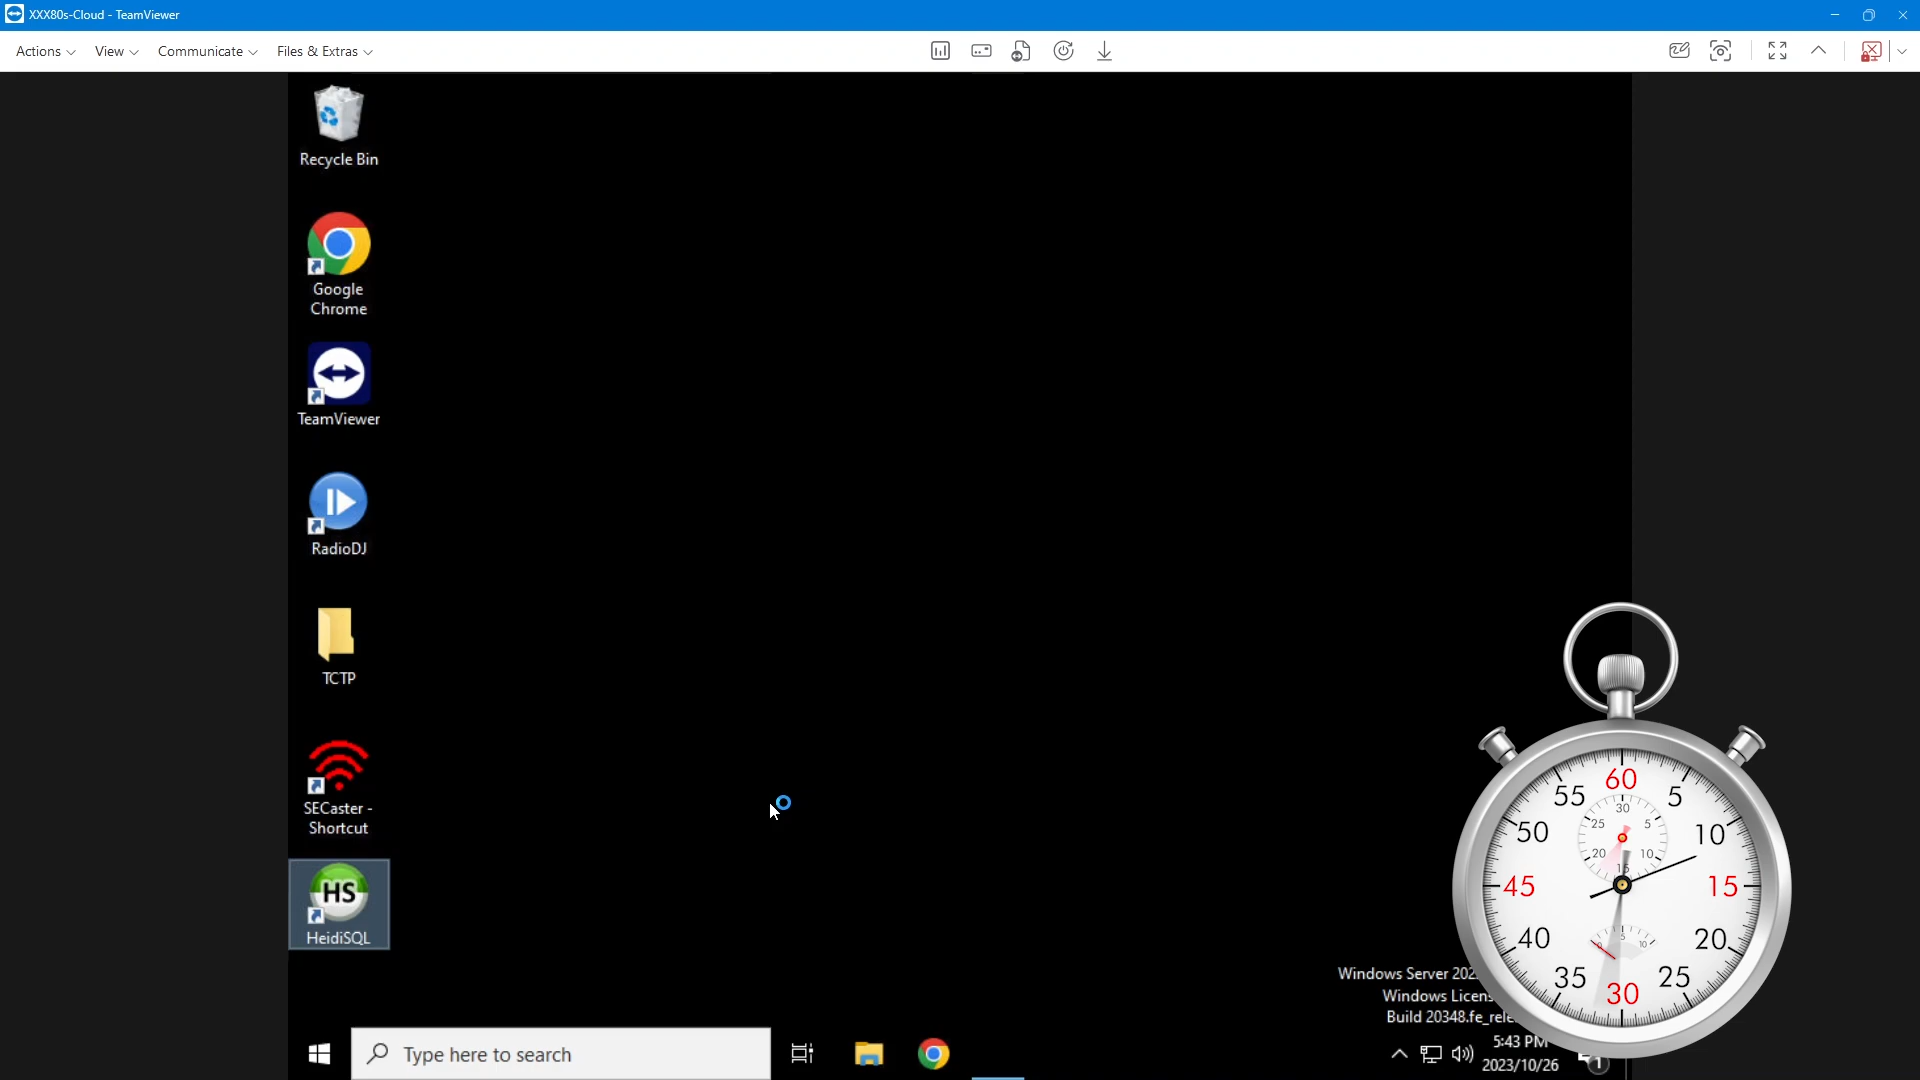 XXX80s-Cloud - TeamViewer
Actions View Communicate Files & Extras
Recycle Bin
Google
Chrome
TeamViewer
RadioDJ
TCTP
SECaster -
Shortcut
HS
HeidiSQL
Windows Server 202
Windows Licens
Build 20348.fe_rele
Type here to search
5:43 PM
2023/10/26
1
60
55 5
50 10
45 15
40 20
35 25
30
30
25 5
20 10
15
0 5 10